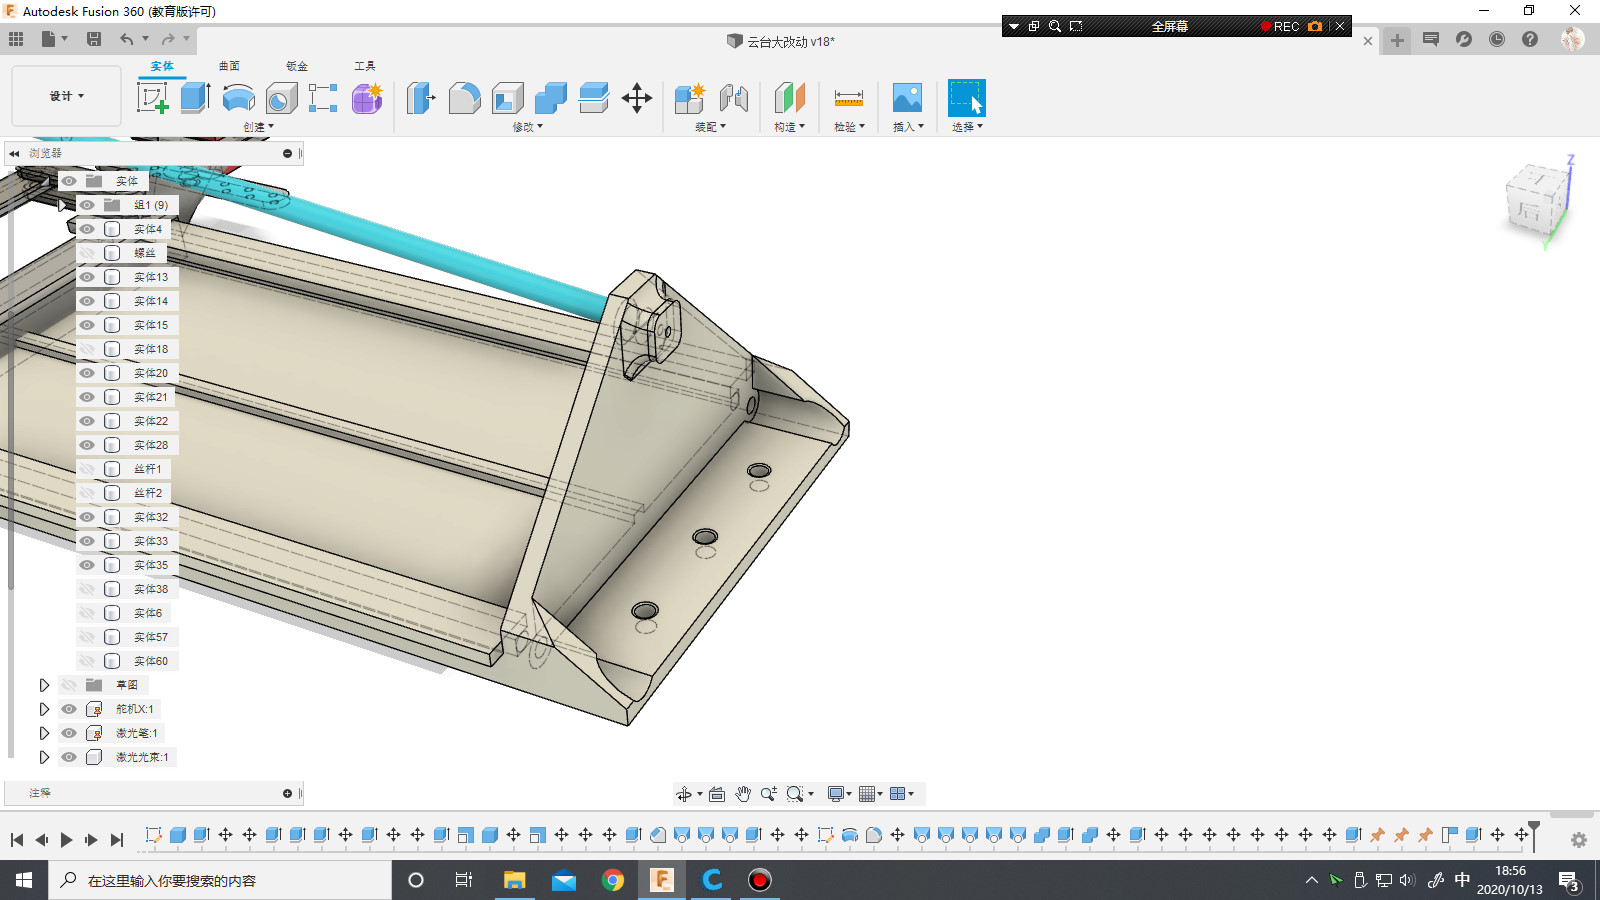 Autodesk Fusion 360 (教育版许可)
全屏幕
REC
云台大改动 v18*
设计
实体
曲面
钣金
工具
创建
修改
装配
构造
检验
插入
选择
浏览器
实体
组1 (9)
实体4
螺丝
实体13
实体14
实体15
实体18
实体20
实体21
实体22
实体28
丝杆1
丝杆2
实体32
实体33
实体35
实体38
实体6
实体57
实体60
草图
舵机X:1
激光笔:1
激光光束:1
注释
Z
上
后
Y
在这里输入你要搜索的内容
中
18:56
2020/10/13
3